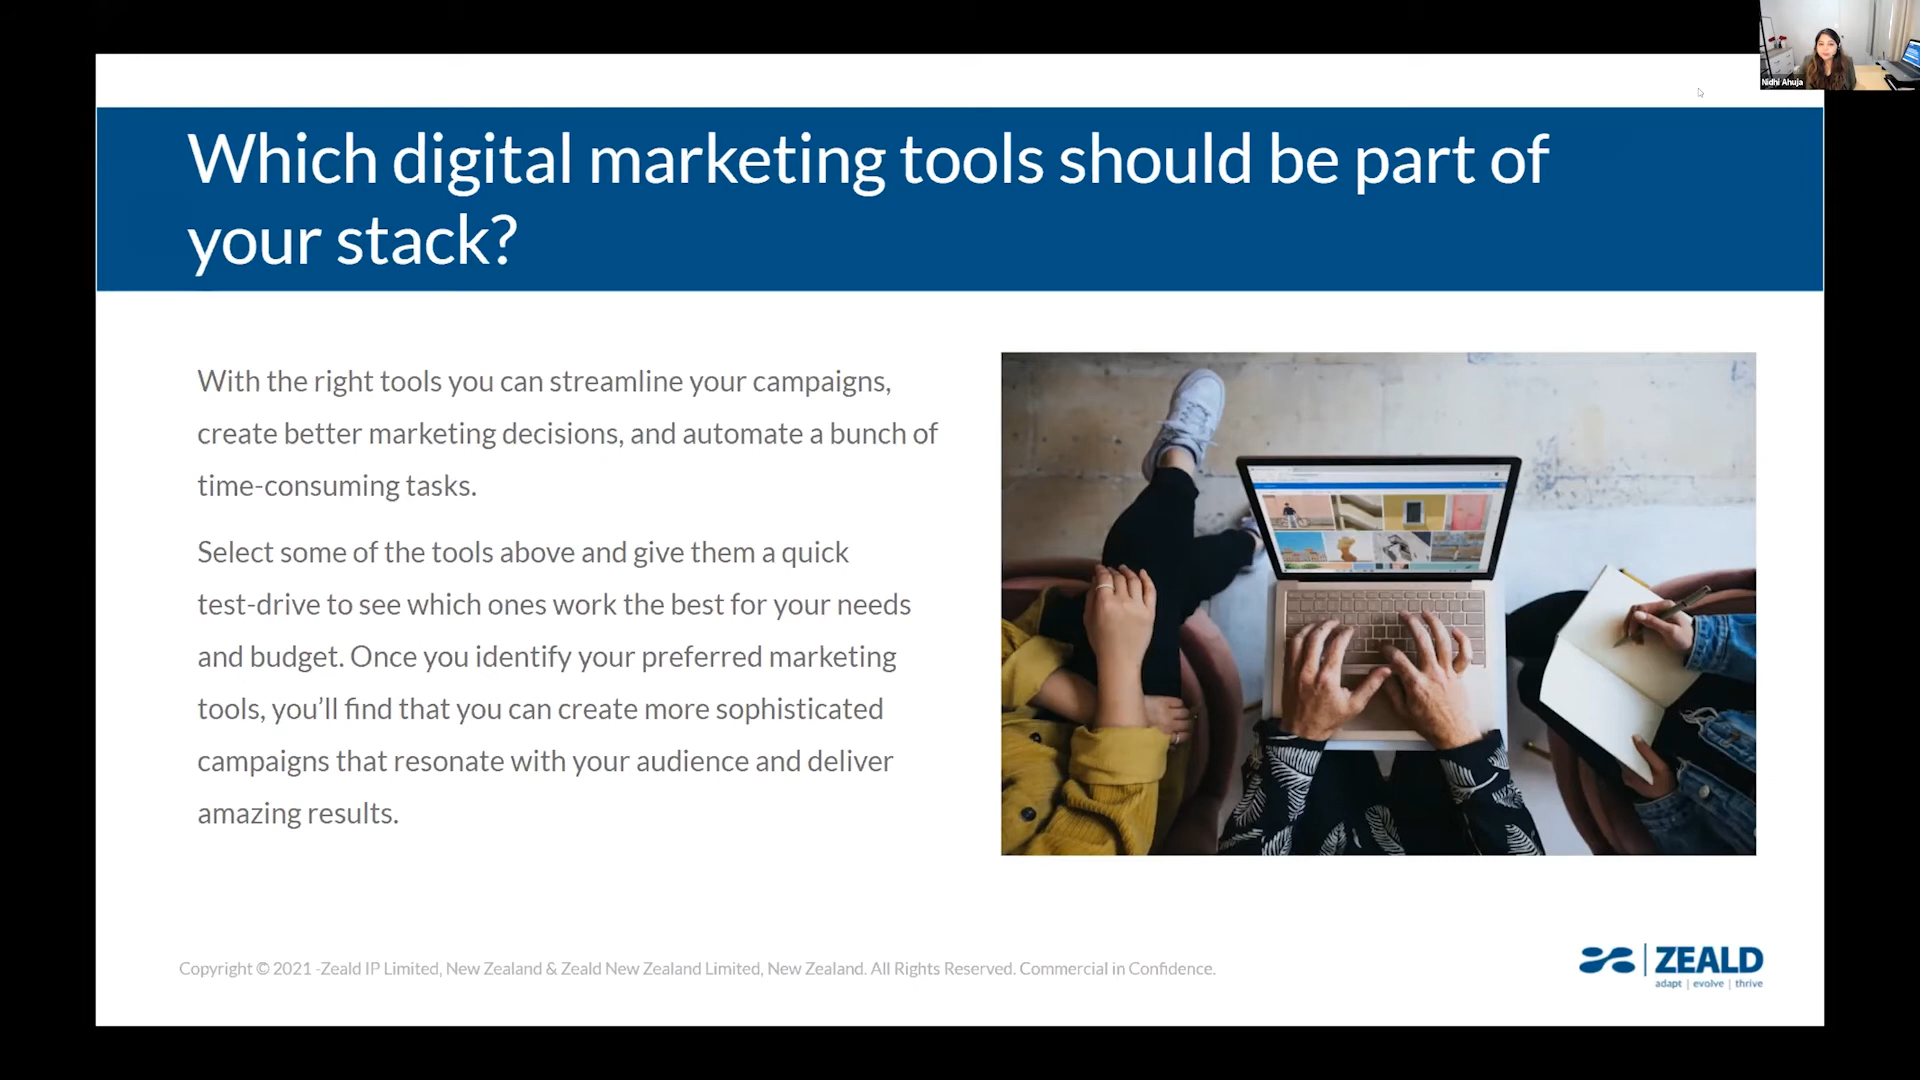 Nidhi Ahuja
Which digital marketing tools should be part of
your stack?
With the right tools you can streamline your campaigns,
create better marketing decisions, and automate a bunch of
time-consuming tasks.
Select some of the tools above and give them a quick
test-drive to see which ones work the best for your needs
and budget. Once you identify your preferred marketing
tools, you’ll find that you can create more sophisticated
campaigns that resonate with your audience and deliver
amazing results.
Copyright © 2021 -Zeald IP Limited, New Zealand & Zeald New Zealand Limited, New Zealand. All Rights Reserved. Commercial in Confidence.
ZEALD
adapt | evolve | thrive